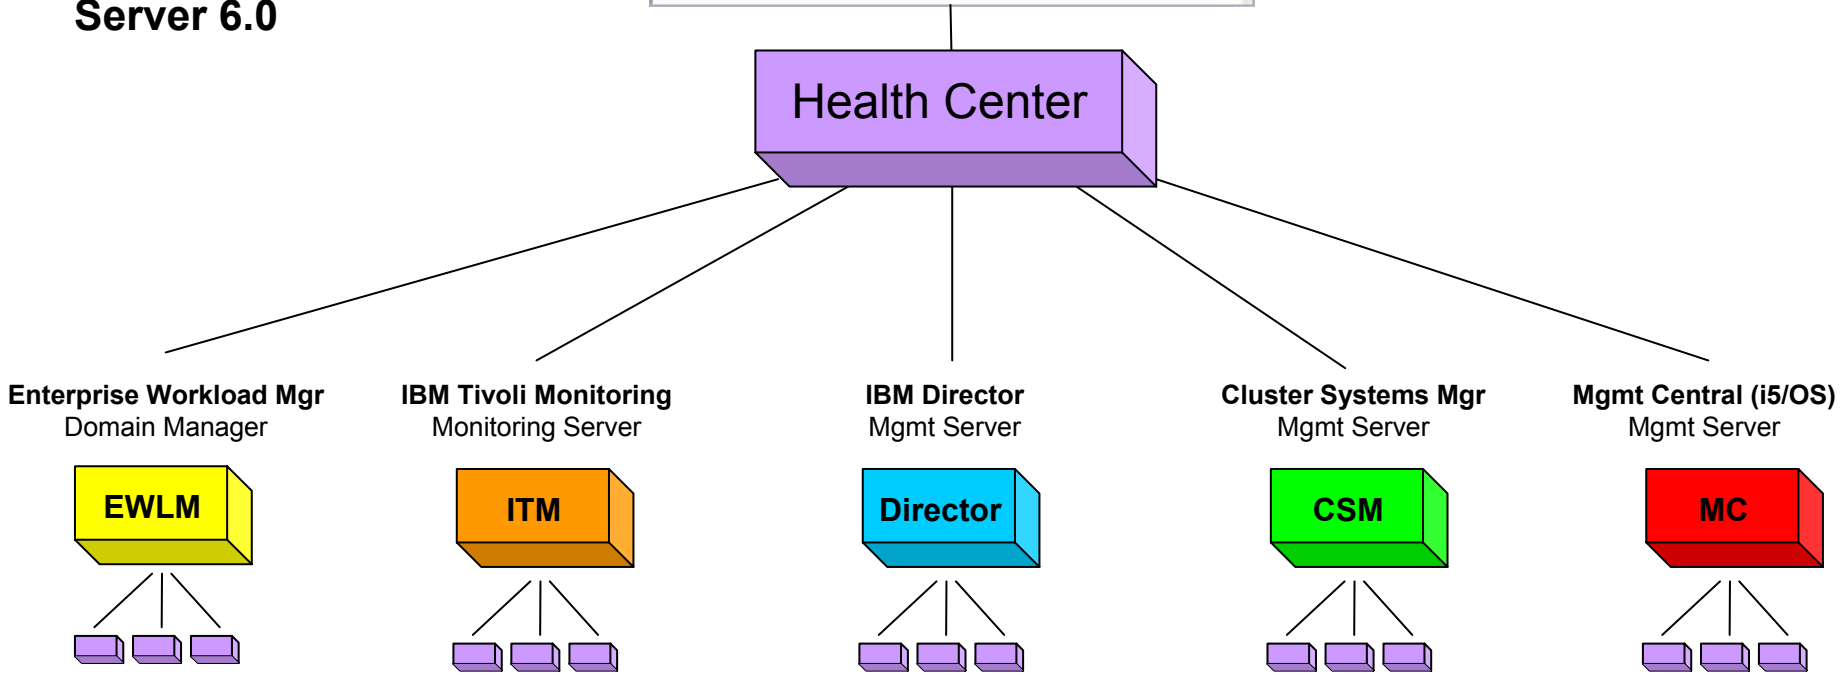 Server 6.0
Health Center
Enterprise Workload Mgr
Domain Manager
IBM Tivoli Monitoring
Monitoring Server
IBM Director
Mgmt Server
Cluster Systems Mgr
Mgmt Server
Mgmt Central (i5/OS)
Mgmt Server
EWLM
ITM
Director
CSM
MC